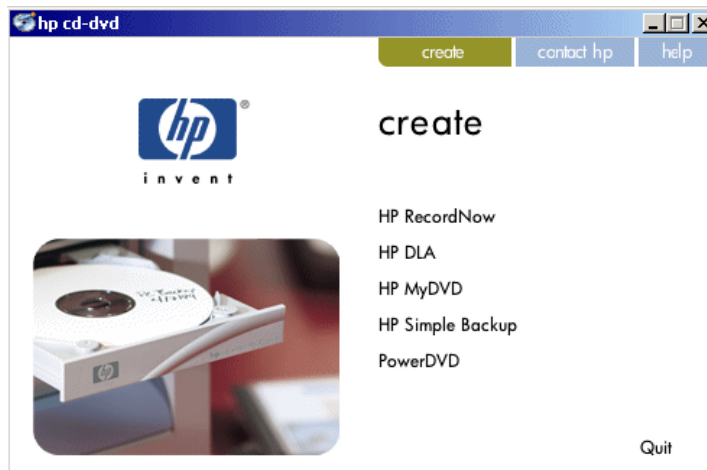 hp cd-dvd
create contact hp help
hp ®
invent
create
HP RecordNow
HP DLA
HP MyDVD
HP Simple Backup
PowerDVD
hp
Quit